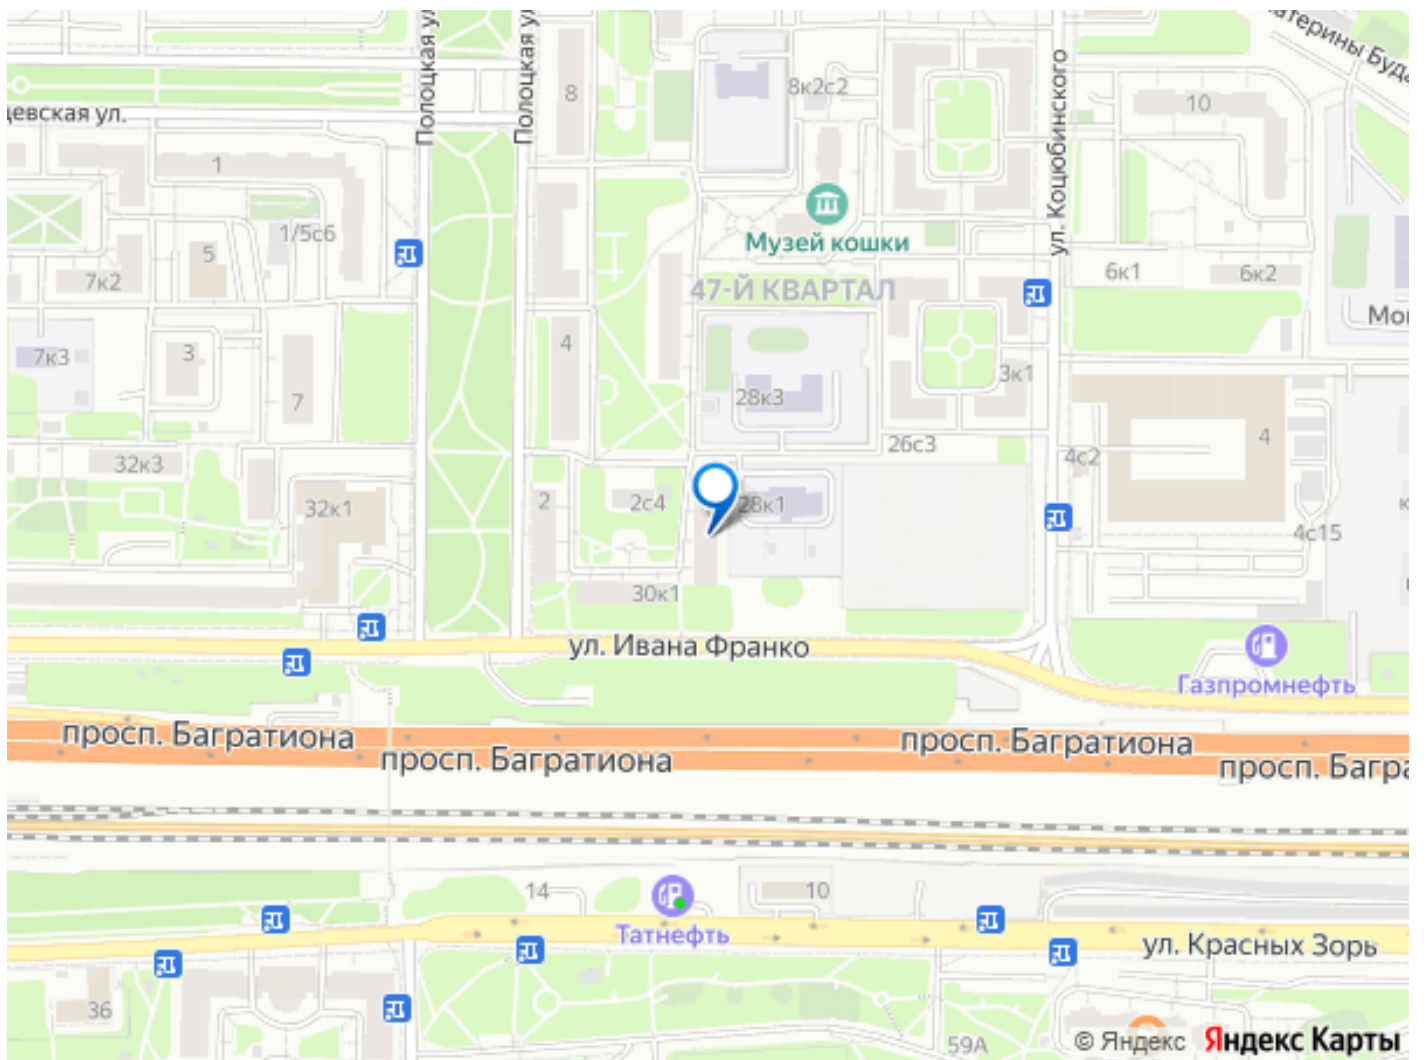 Полоцкая ул
Полоцкая ул
ул. Коцюбинского
атерины Буда
8
8к2с2
10
цевская ул.
1
1/5с6
5
7к2
Музей кошки
47-Й КВАРТАЛ
6к1
6к2
Мо
7к3
3
4
7
28к3
3к1
26с3
4с2
4
32к3
32к1
2
2с4
28к1
4с15
30к1
ул. Ивана Франко
Газпромнефть
просп. Багратиона
просп. Багратиона
просп. Багратиона
просп. Багра
14
10
Татнефть
ул. Красных Зорь
36
59А
© Яндекс Яндекс Карты